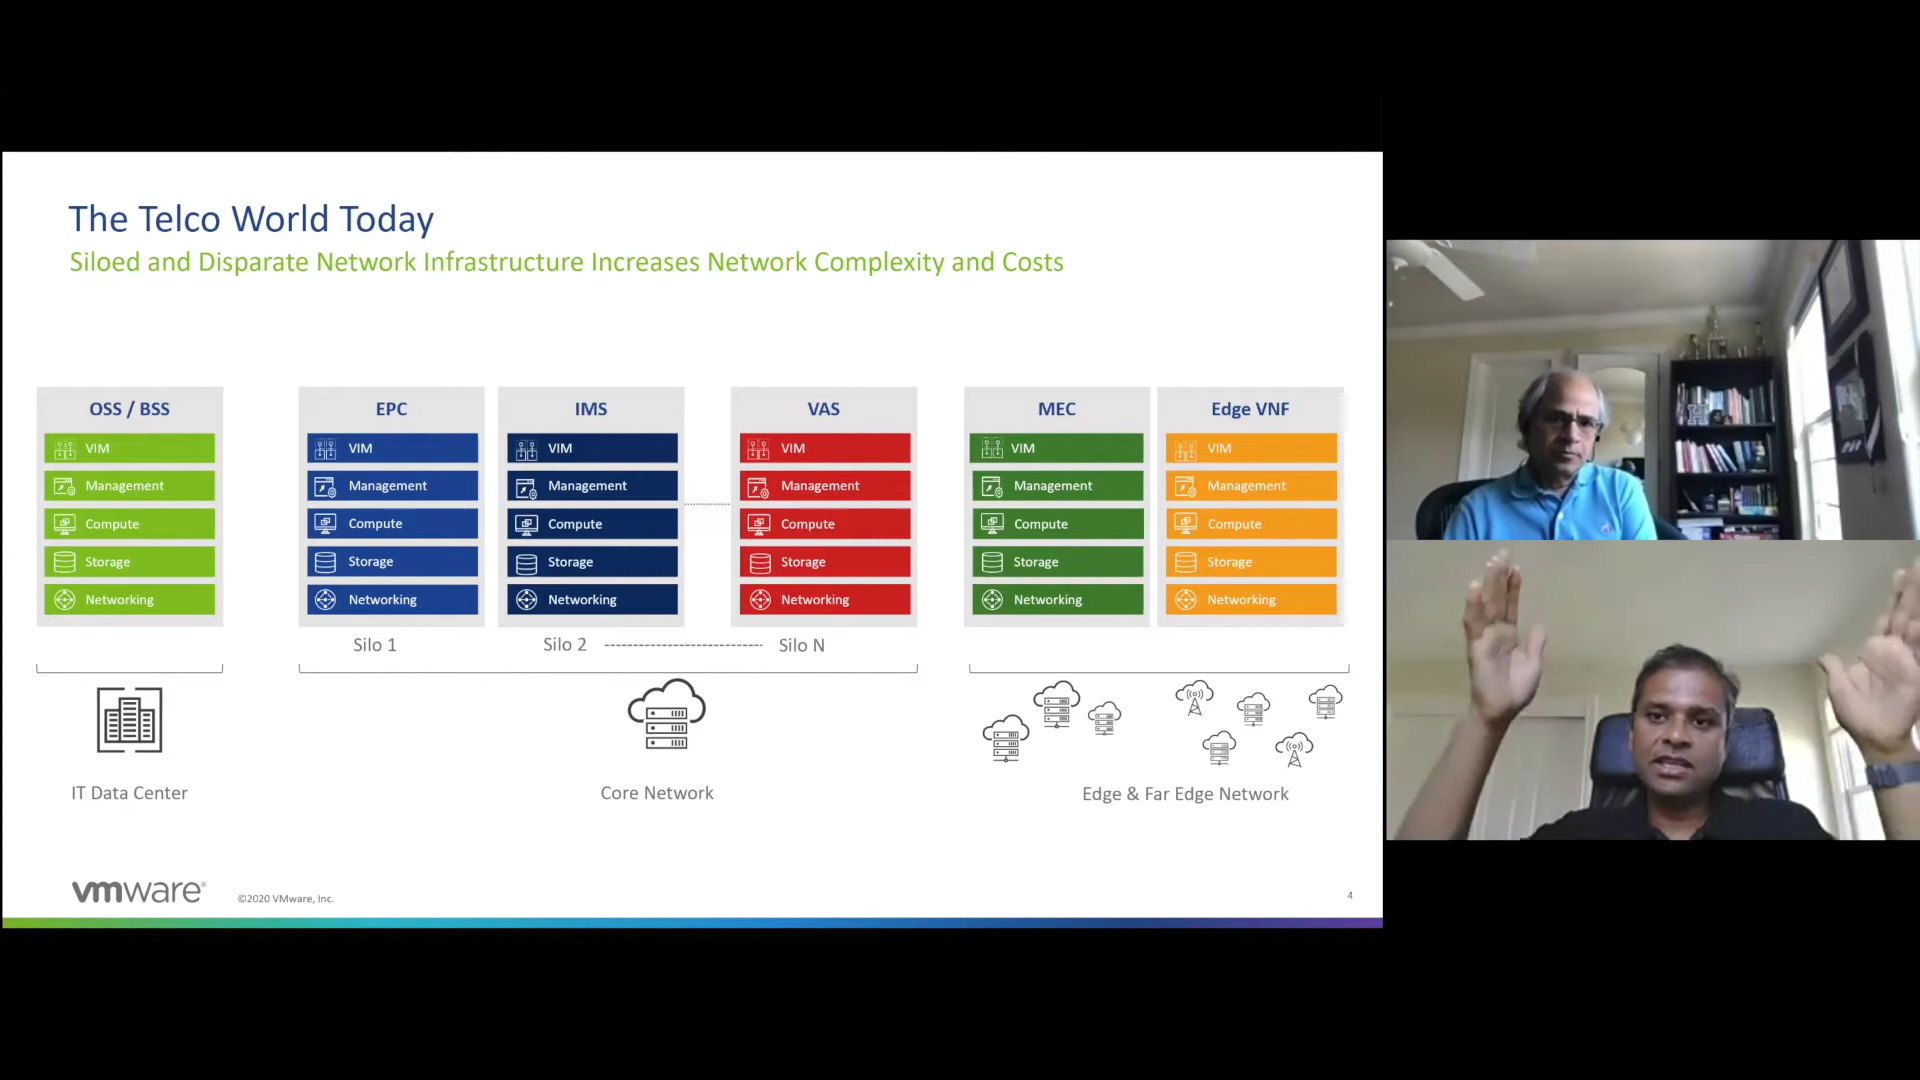 The Telco World Today
Siloed and Disparate Network Infrastructure Increases Network Complexity and Costs
OSS / BSS
VIM
Management
Compute
Storage
Networking
EPC
VIM
Management
Compute
Storage
Networking
Silo 1
IMS
VIM
Management
Compute
Storage
Networking
Silo 2
VAS
VIM
Management
Compute
Storage
Networking
Silo N
MEC
VIM
Management
Compute
Storage
Networking
Edge VNF
VIM
Management
Compute
Storage
Networking
IT Data Center
Core Network
Edge & Far Edge Network
vmware®
©2020 VMware, Inc.
4